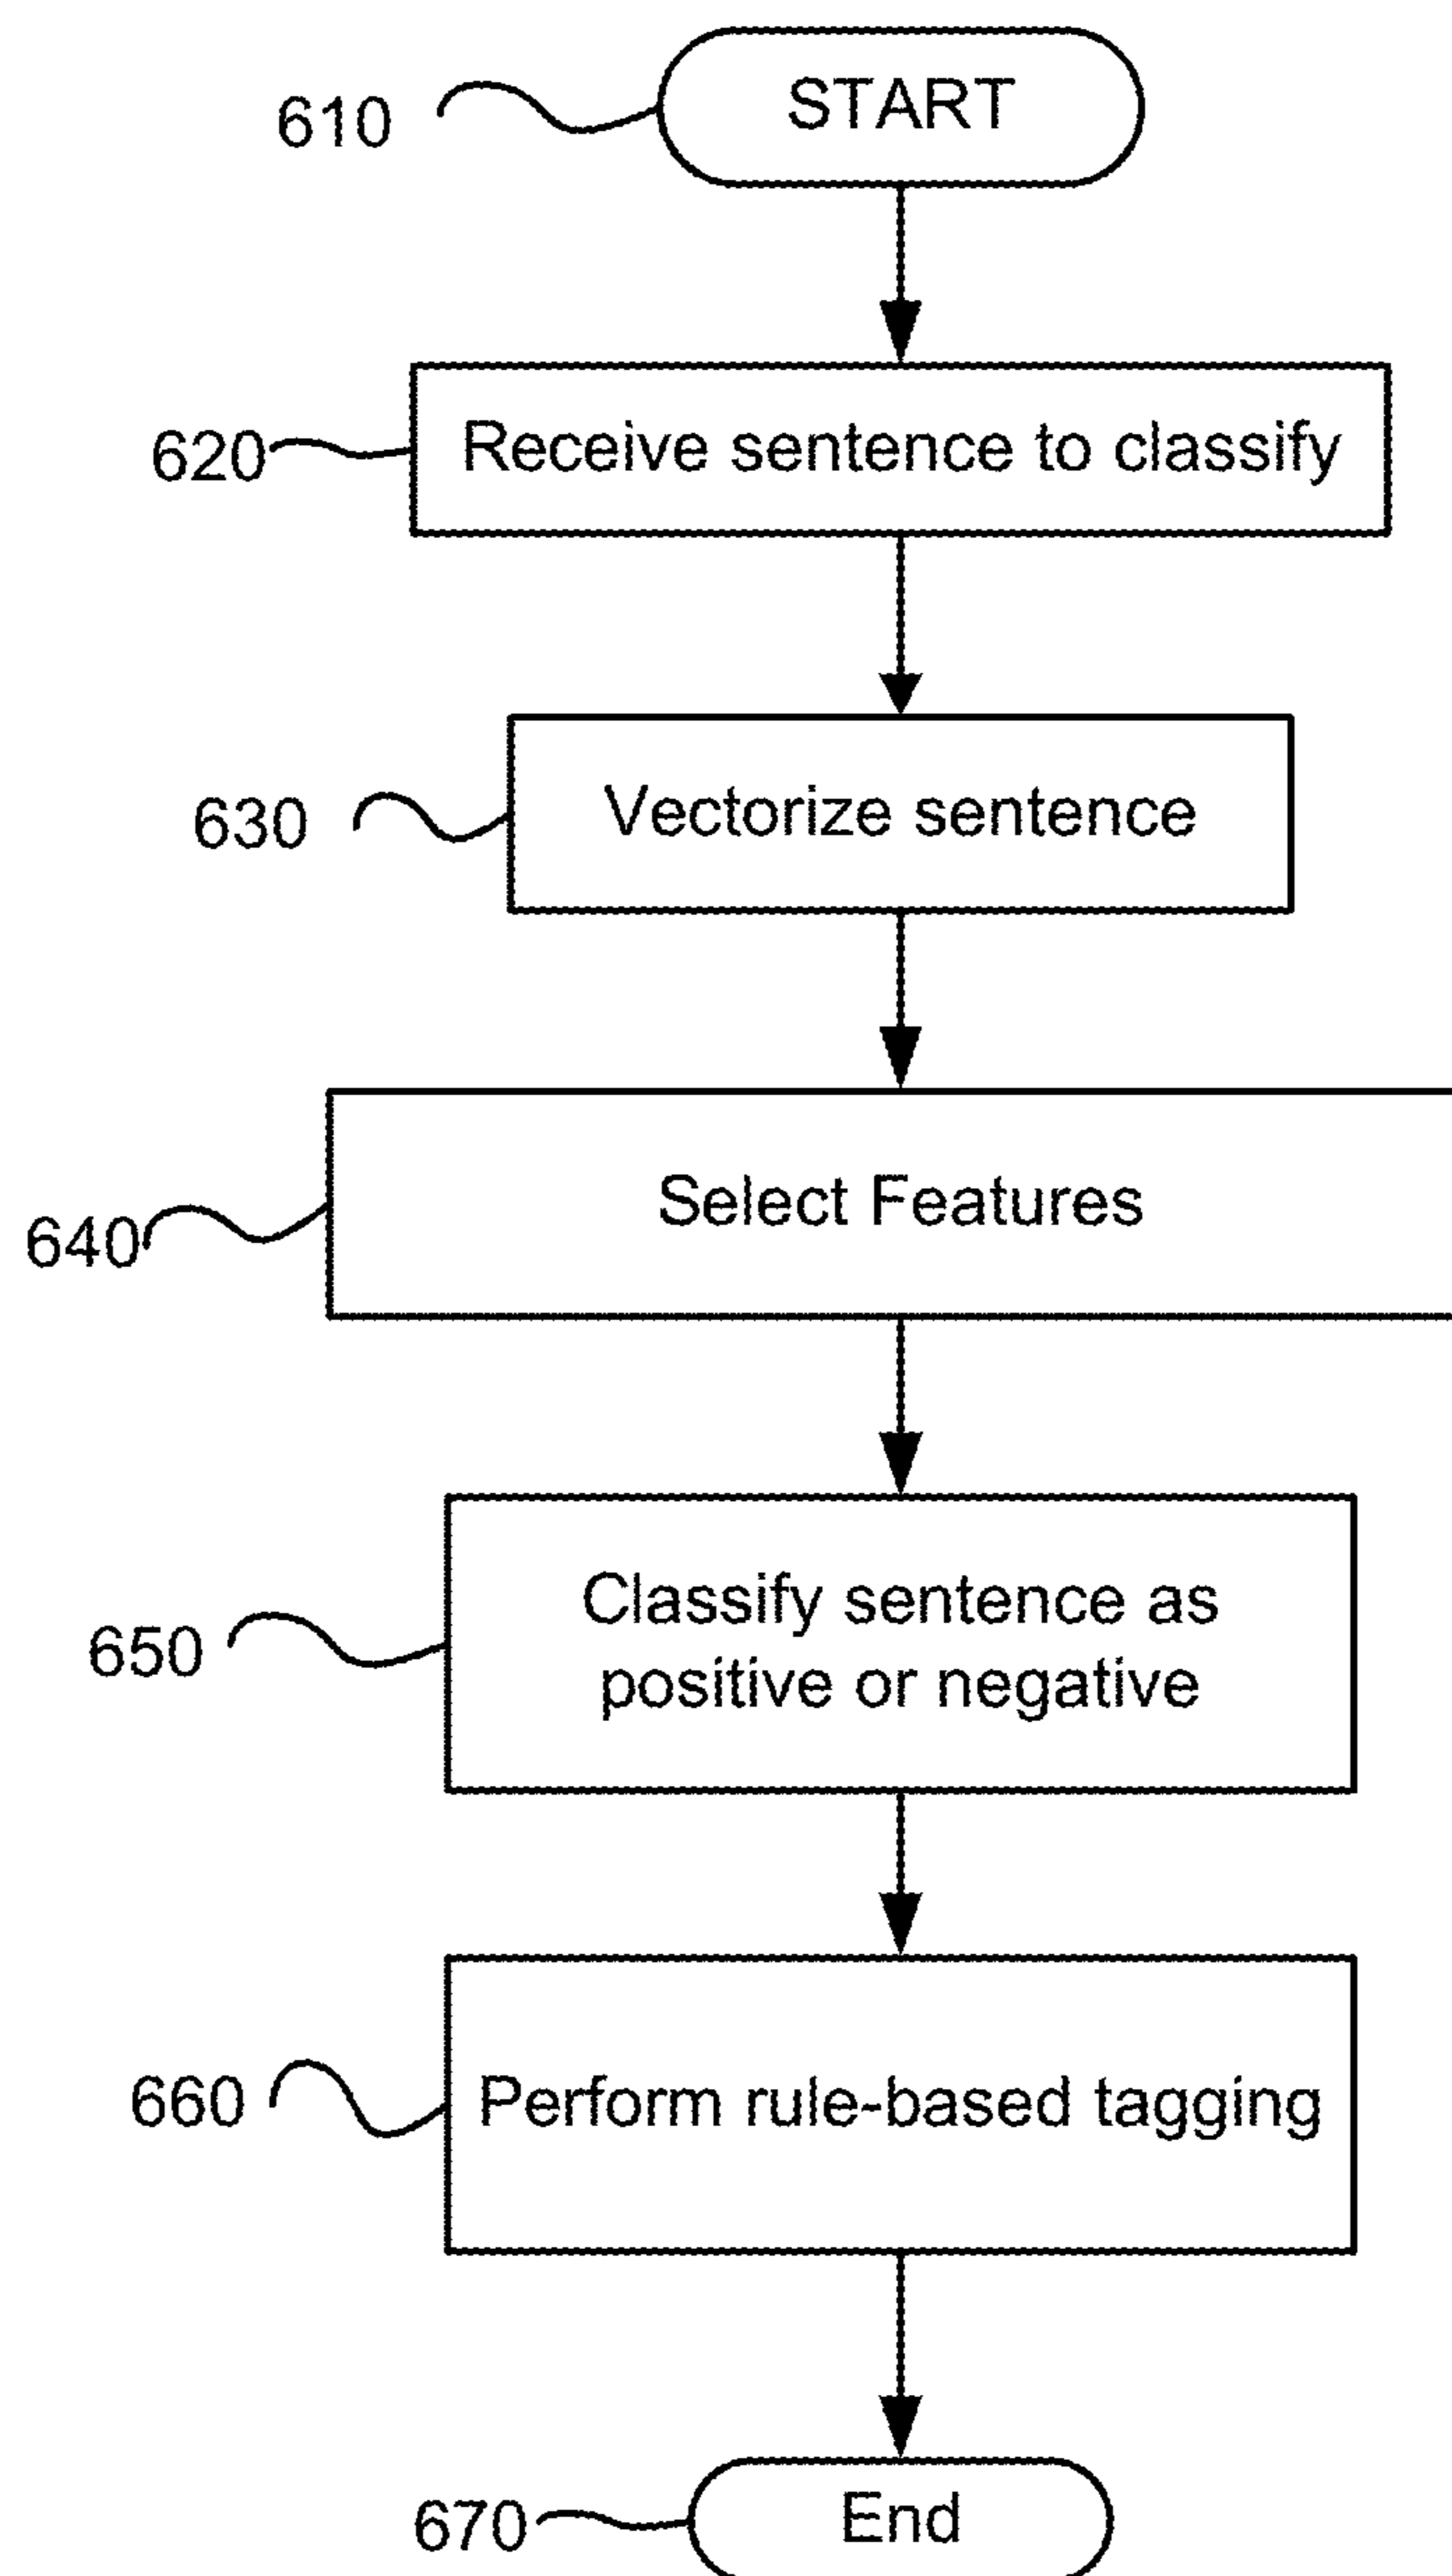 610
START
620
Receive sentence to classify
630
Vectorize sentence
640
Select Features
650
Classify sentence as
positive or negative
660
Perform rule-based tagging
670
End